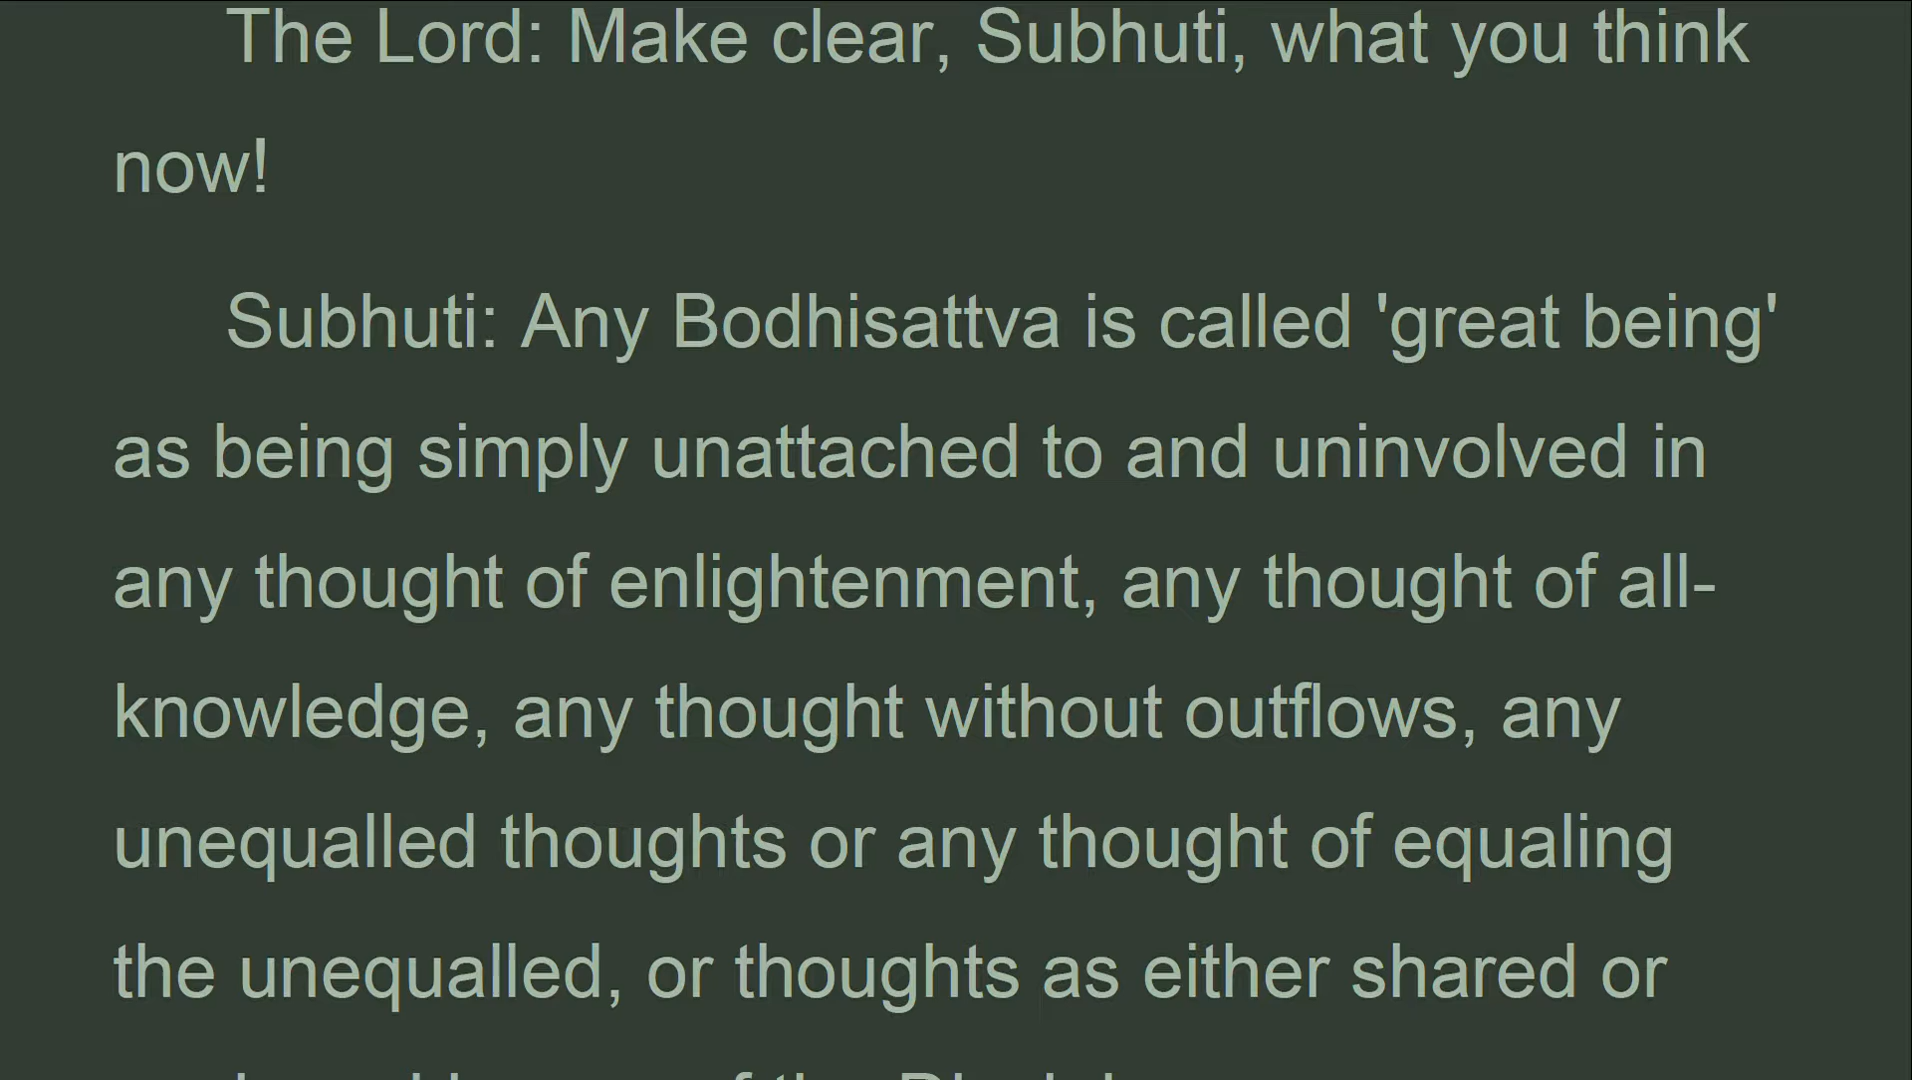 The Lord: Make clear, Subhuti, what you think
now!
Subhuti: Any Bodhisattva is called 'great being'
as being simply unattached to and uninvolved in
any thought of enlightenment, any thought of all-
knowledge, any thought without outflows, any
unequalled thoughts or any thought of equaling
the unequalled, or thoughts as either shared or